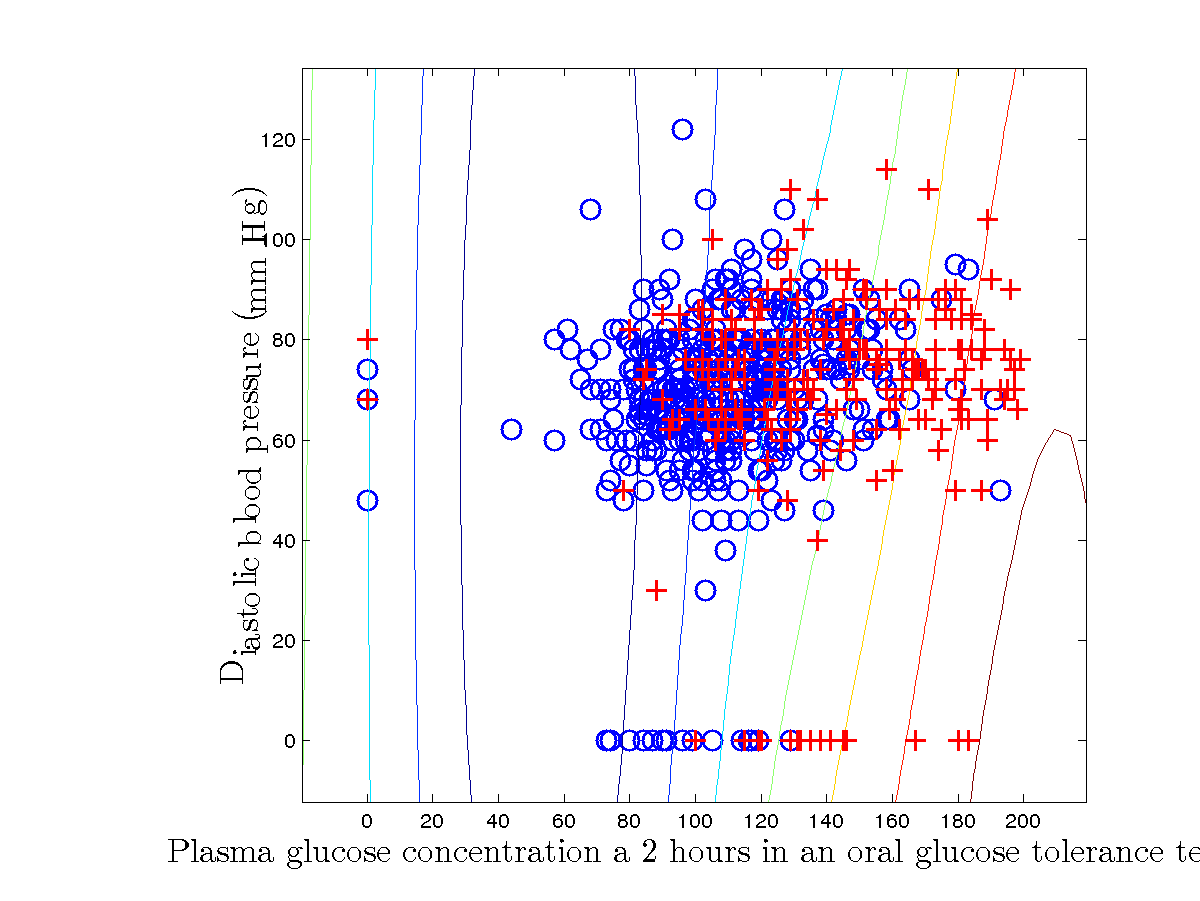 Diastolic blood pressure (mm Hg)
120
100
80
60
40
20
0
0 20 40 60 80 100 120 140 160 180 200
Plasma glucose concentration a 2 hours in an oral glucose tolerance te